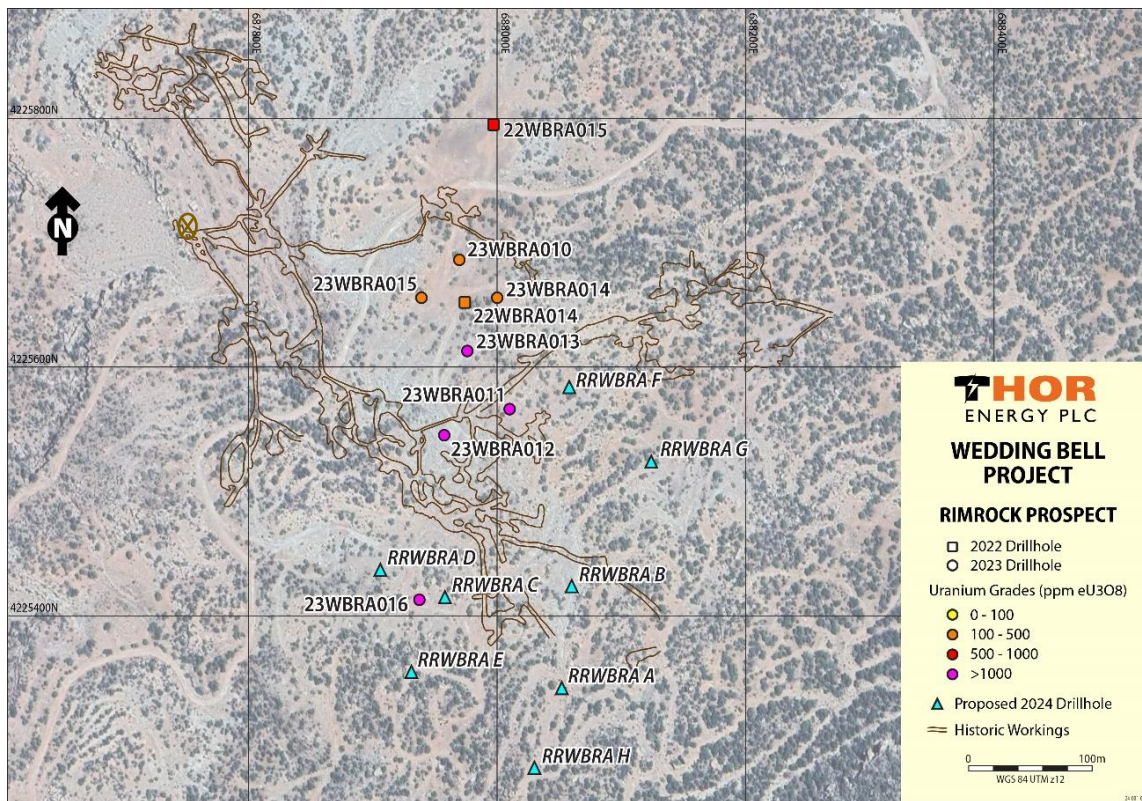 687800E
688000E
688200E
688400E
4225800N
22WBRA015
N
23WBRA010
23WBRA015
23WBRA014
22WBRA014
23WBRA013
4225600N
RRWBRA F
23WBRA011
23WBRA012
RRWBRA G
RRWBRA D
RRWBRA C
RRWBRA B
23WBRA016
4225400N
RRWBRA E
RRWBRA A
RRWBRA H
THOR
ENERGY PLC
WEDDING BELL
PROJECT
RIMROCK PROSPECT
2022 Drillhole
2023 Drillhole
Uranium Grades (ppm eU3O8)
0 - 100
100 - 500
500 - 1000
>1000
Proposed 2024 Drillhole
Historic Workings
0 100m
WGS 84 UTM z12